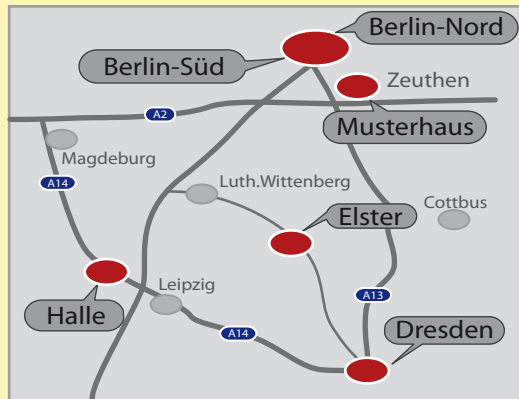 Berlin-Nord
Berlin-Süd
Zeuthen
A2
Musterhaus
Magdeburg
A14
Luth.Wittenberg
Cottbus
Elster
Leipzig
A13
Halle
A14
Dresden